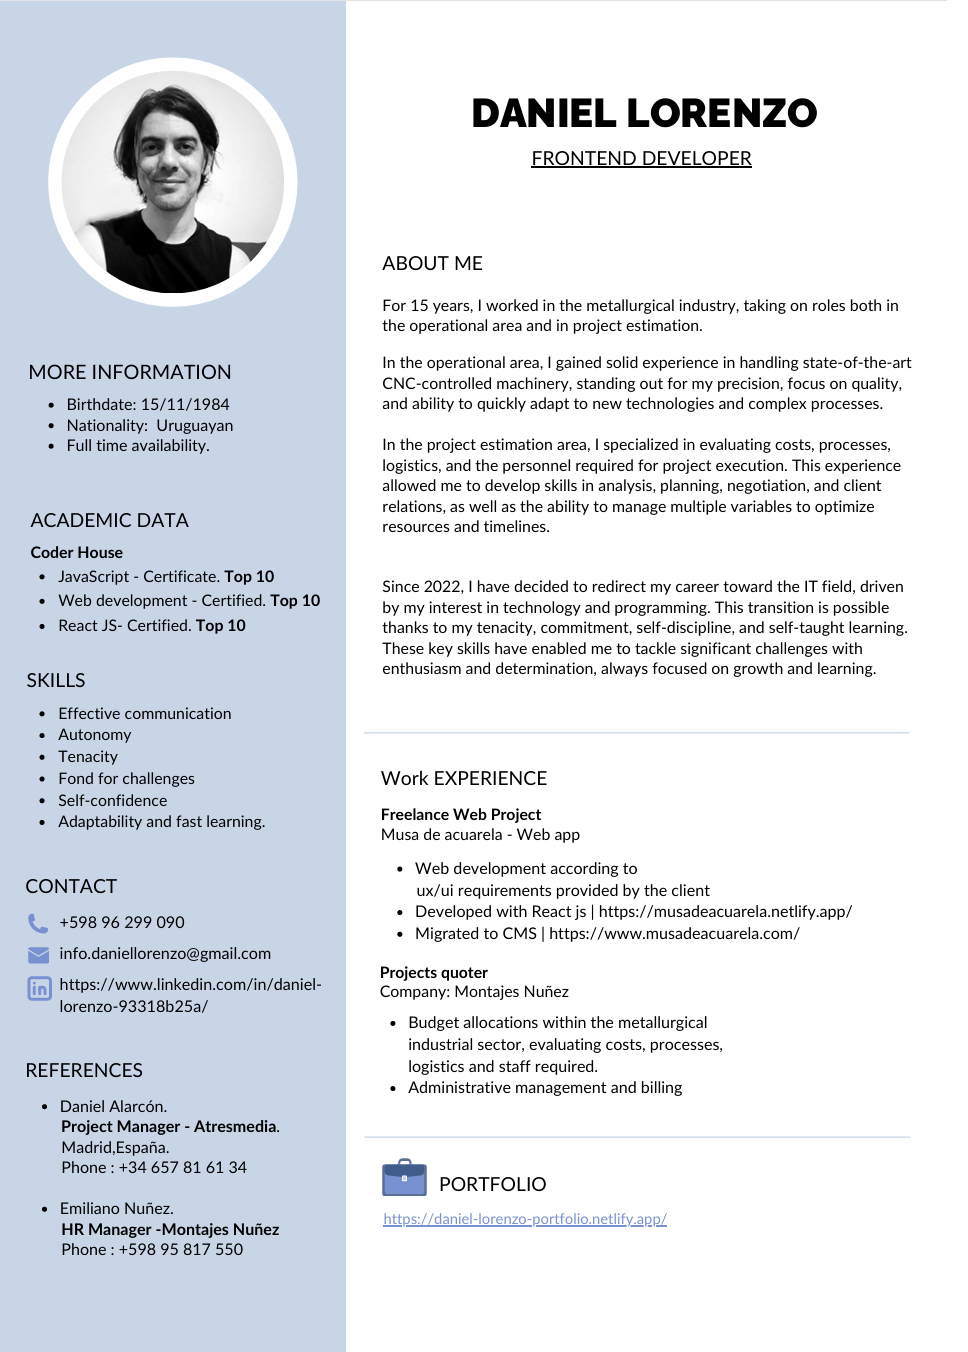 DANIEL LORENZO
FRONTEND DEVELOPER
MORE INFORMATION
Birthdate: 15/11/1984
Nationality: Uruguayan
Full time availability.
ACADEMIC DATA
Coder House
JavaScript - Certificate. Top 10
Web development - Certified. Top 10
React JS- Certified. Top 10
SKILLS
Effective communication
Autonomy
Tenacity
Fond for challenges
Self-confidence
Adaptability and fast learning.
CONTACT
+598 96 299 090
info.daniellorenzo@gmail.com
https://www.linkedin.com/in/daniel-
lorenzo-93318b25a/
REFERENCES
Daniel Alarcón.
Project Manager - Atresmedia.
Madrid,España.
Phone : +34 657 81 61 34
Emiliano Nuñez.
HR Manager -Montajes Nuñez
Phone : +598 95 817 550
ABOUT ME
For 15 years, I worked in the metallurgical industry, taking on roles both in
the operational area and in project estimation.
In the operational area, I gained solid experience in handling state-of-the-art
CNC-controlled machinery, standing out for my precision, focus on quality,
and ability to quickly adapt to new technologies and complex processes.
In the project estimation area, I specialized in evaluating costs, processes,
logistics, and the personnel required for project execution. This experience
allowed me to develop skills in analysis, planning, negotiation, and client
relations, as well as the ability to manage multiple variables to optimize
resources and timelines.
Since 2022, I have decided to redirect my career toward the IT field, driven
by my interest in technology and programming. This transition is possible
thanks to my tenacity, commitment, self-discipline, and self-taught learning.
These key skills have enabled me to tackle significant challenges with
enthusiasm and determination, always focused on growth and learning.
Work EXPERIENCE
Freelance Web Project
Musa de acuarela - Web app
Web development according to
ux/ui requirements provided by the client
Developed with React js | https://musadeacuarela.netlify.app/
Migrated to CMS | https://www.musadeacuarela.com/
Projects quoter
Company: Montajes Nuñez
Budget allocations within the metallurgical
industrial sector, evaluating costs, processes,
logistics and staff required.
Administrative management and billing
PORTFOLIO
https://daniel-lorenzo-portfolio.netlify.app/